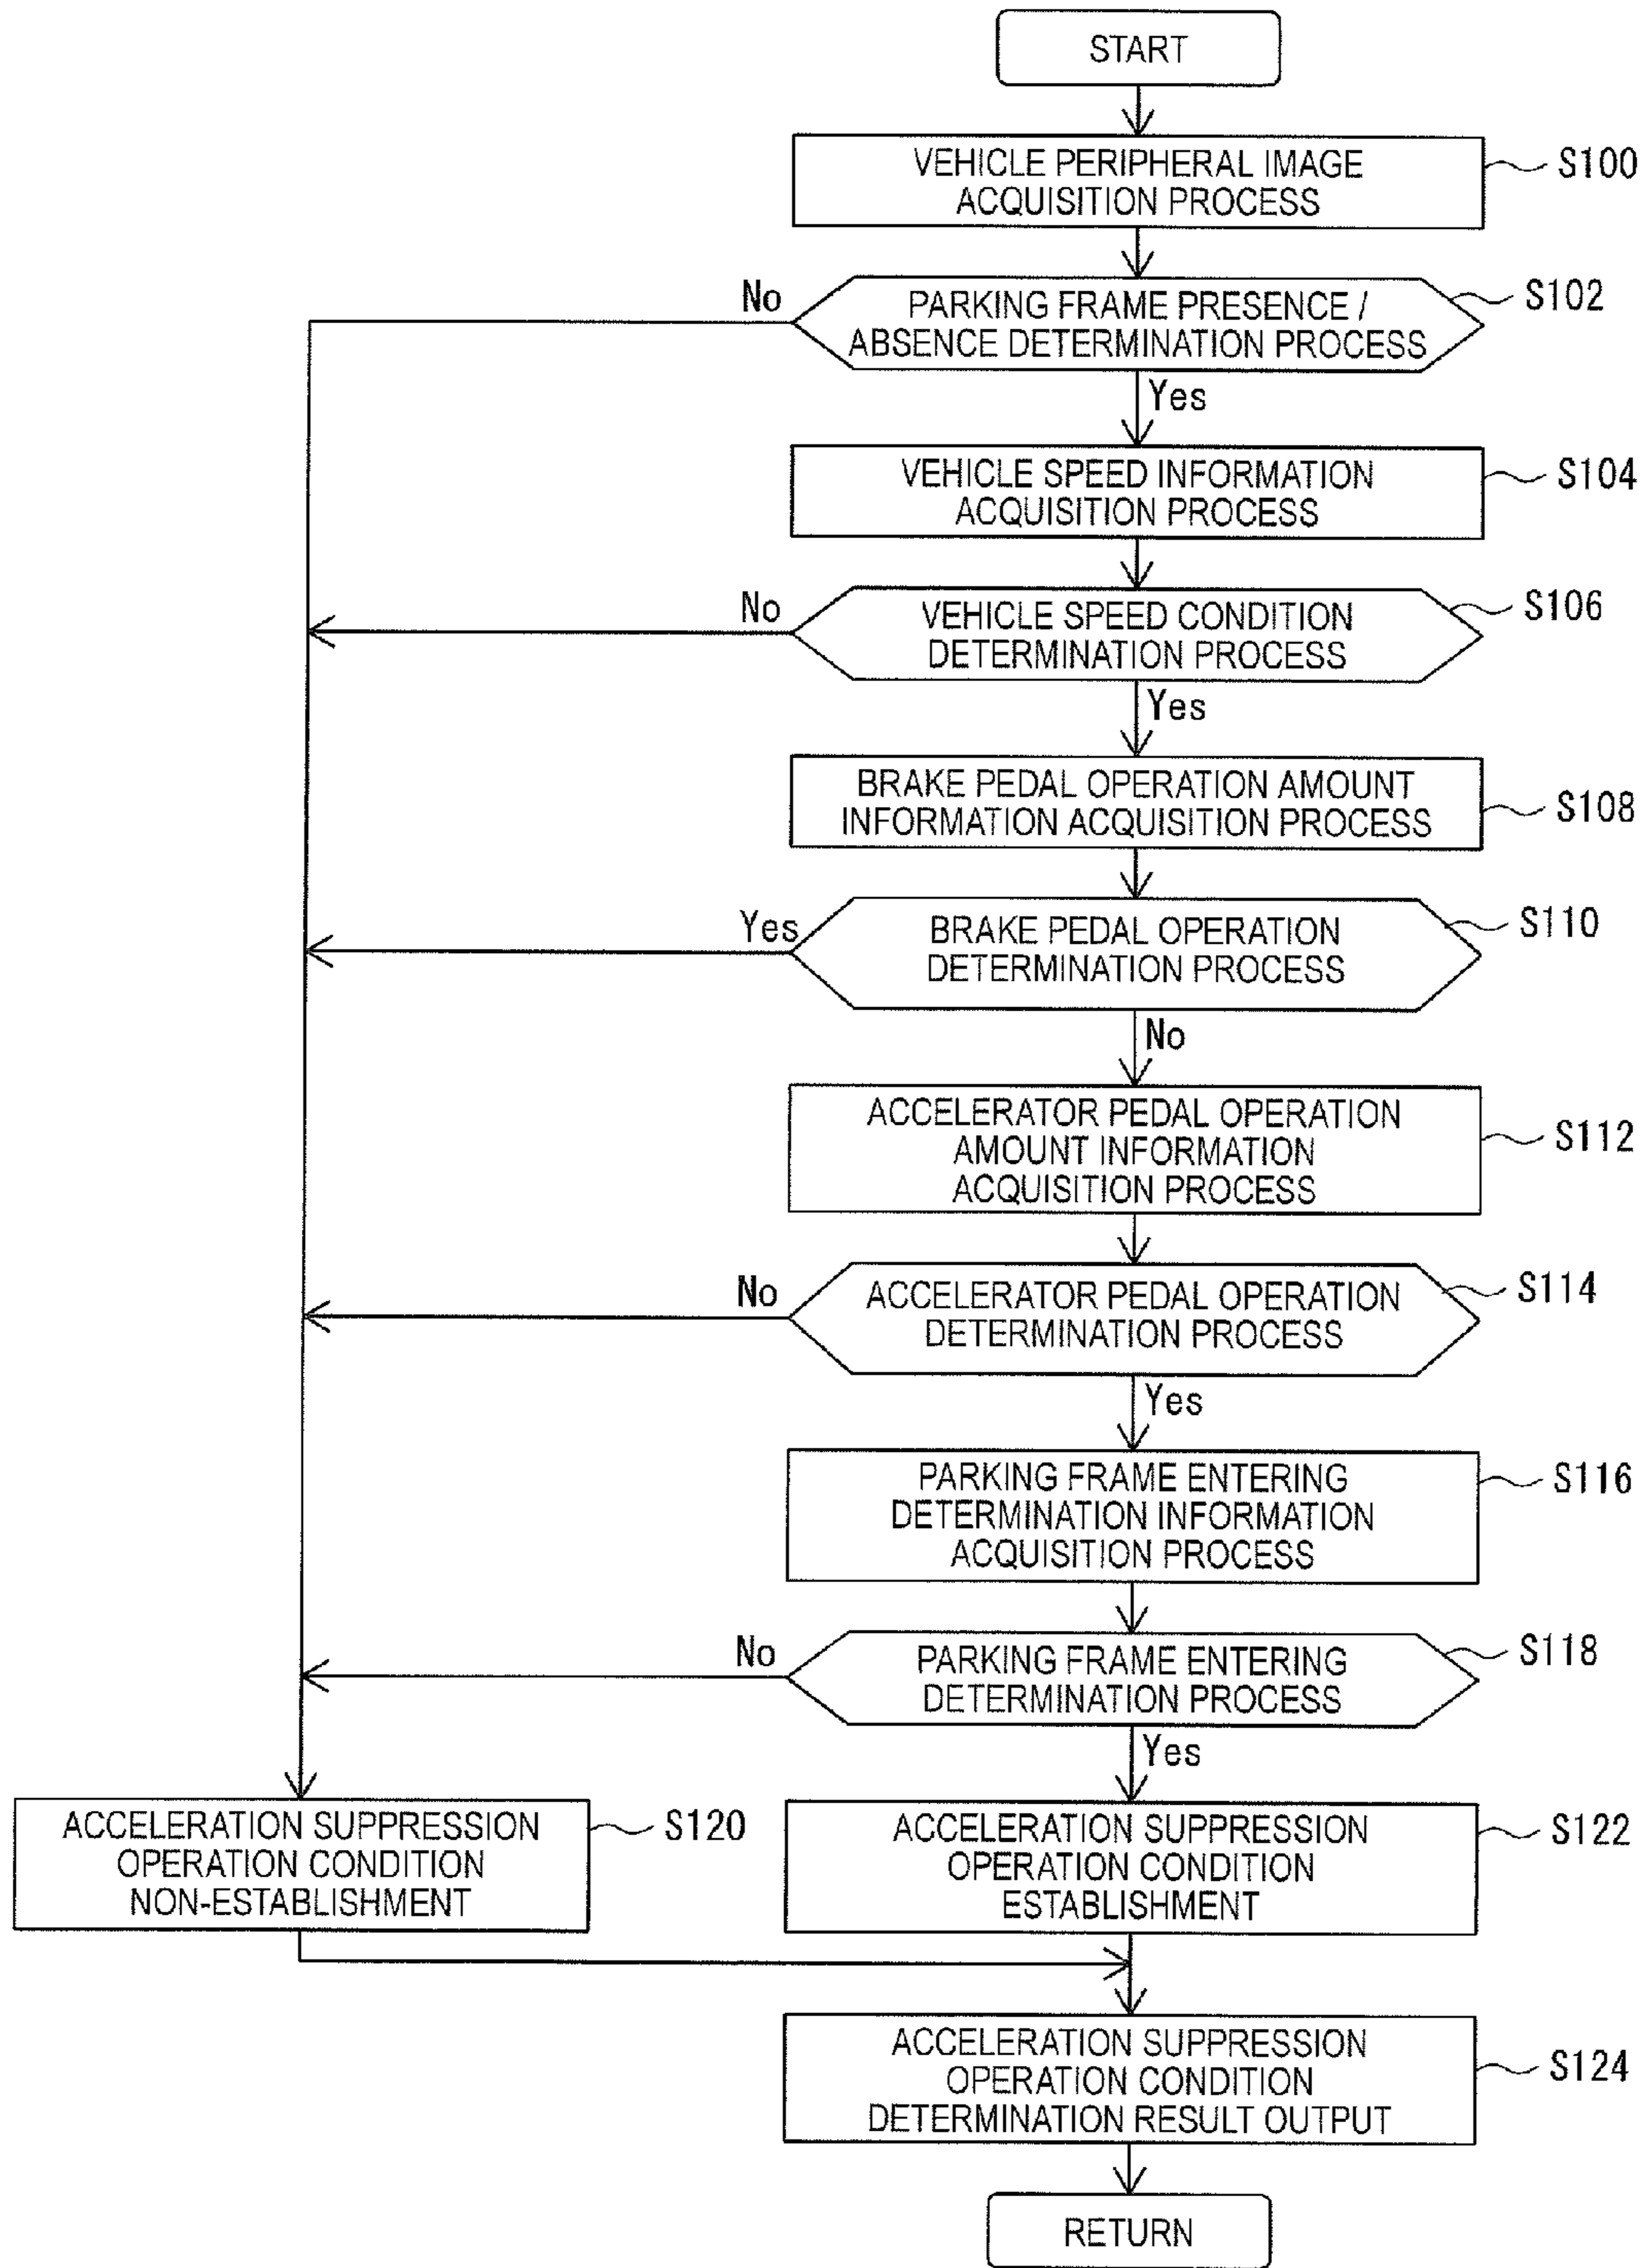 START
VEHICLE PERIPHERAL IMAGE
ACQUISITION PROCESS
S100
PARKING FRAME PRESENCE /
ABSENCE DETERMINATION PROCESS
S102
No
Yes
VEHICLE SPEED INFORMATION
ACQUISITION PROCESS
S104
VEHICLE SPEED CONDITION
DETERMINATION PROCESS
S106
No
Yes
BRAKE PEDAL OPERATION AMOUNT
INFORMATION ACQUISITION PROCESS
S108
BRAKE PEDAL OPERATION
DETERMINATION PROCESS
S110
Yes
No
ACCELERATOR PEDAL OPERATION
AMOUNT INFORMATION
ACQUISITION PROCESS
S112
ACCELERATOR PEDAL OPERATION
DETERMINATION PROCESS
S114
No
Yes
PARKING FRAME ENTERING
DETERMINATION INFORMATION
ACQUISITION PROCESS
S116
PARKING FRAME ENTERING
DETERMINATION PROCESS
S118
No
Yes
ACCELERATION SUPPRESSION
OPERATION CONDITION
NON-ESTABLISHMENT
S120
ACCELERATION SUPPRESSION
OPERATION CONDITION
ESTABLISHMENT
S122
ACCELERATION SUPPRESSION
OPERATION CONDITION
DETERMINATION RESULT OUTPUT
S124
RETURN